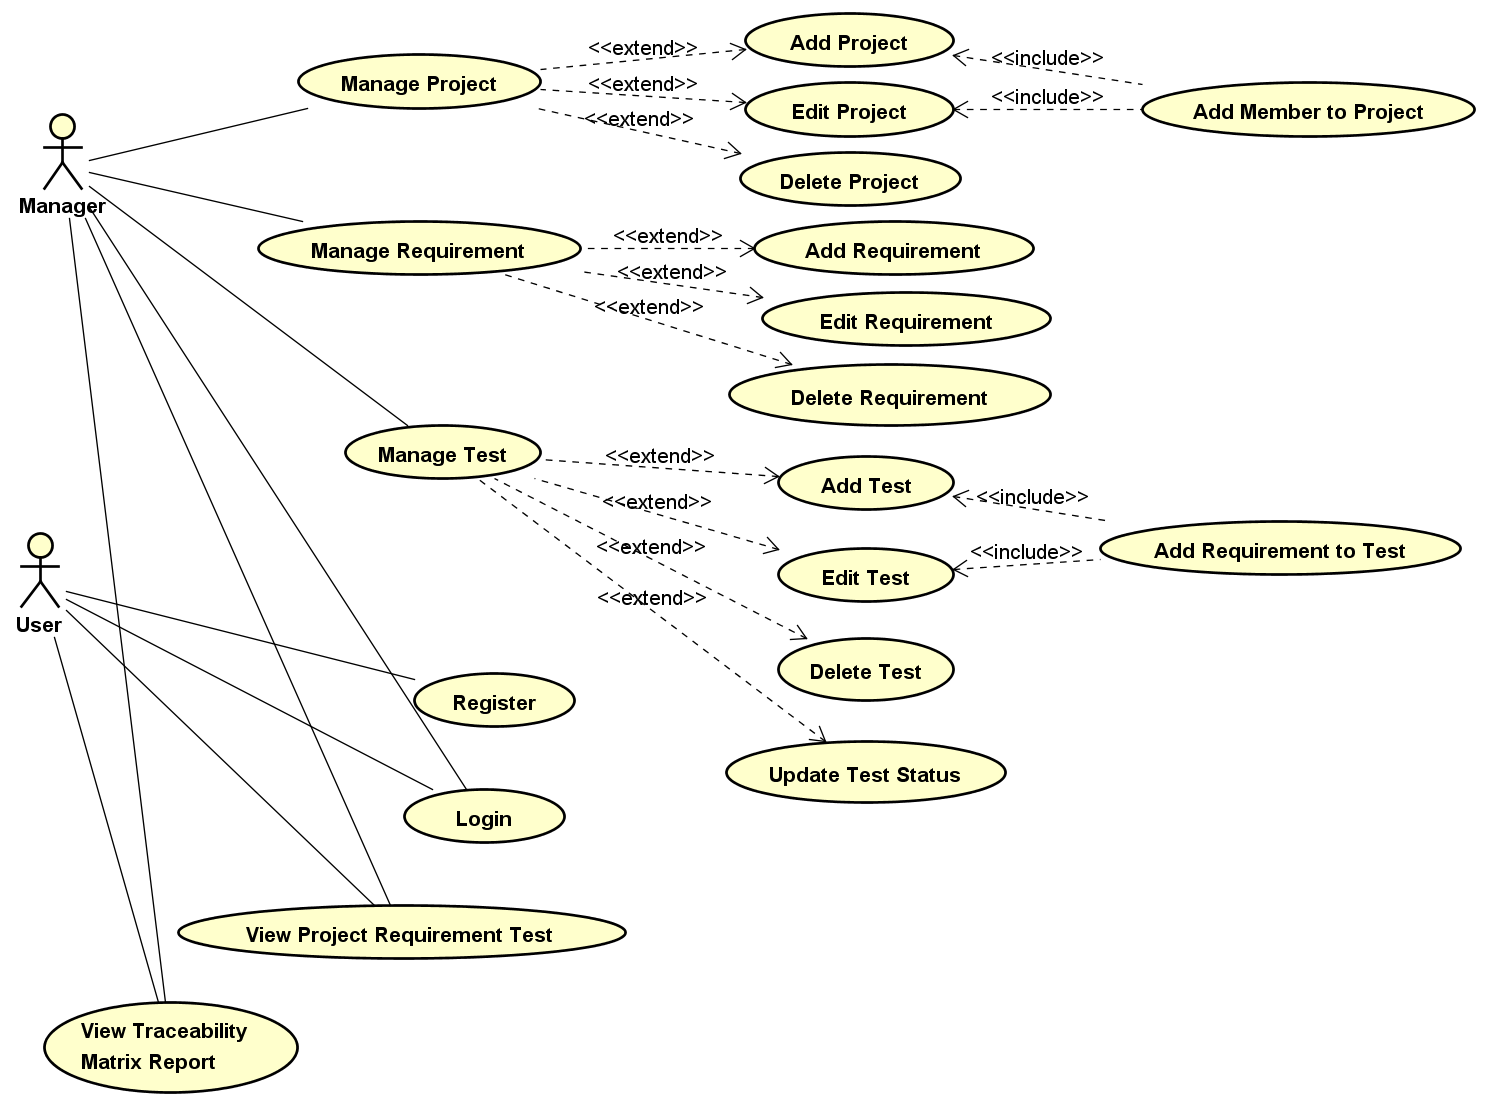 Manager
User
Manage Project
<<extend>>
<<extend>>
<<extend>>
Add Project
Edit Project
Delete Project
<<include>>
<<include>>
Add Member to Project
Manage Requirement
<<extend>>
<<extend>>
<<extend>>
Add Requirement
Edit Requirement
Delete Requirement
Manage Test
<<extend>>
<<extend>>
<<extend>>
<<extend>>
Add Test
Edit Test
Delete Test
Update Test Status
<<include>>
<<include>>
Add Requirement to Test
Register
Login
View Project Requirement Test
View Traceability
Matrix Report